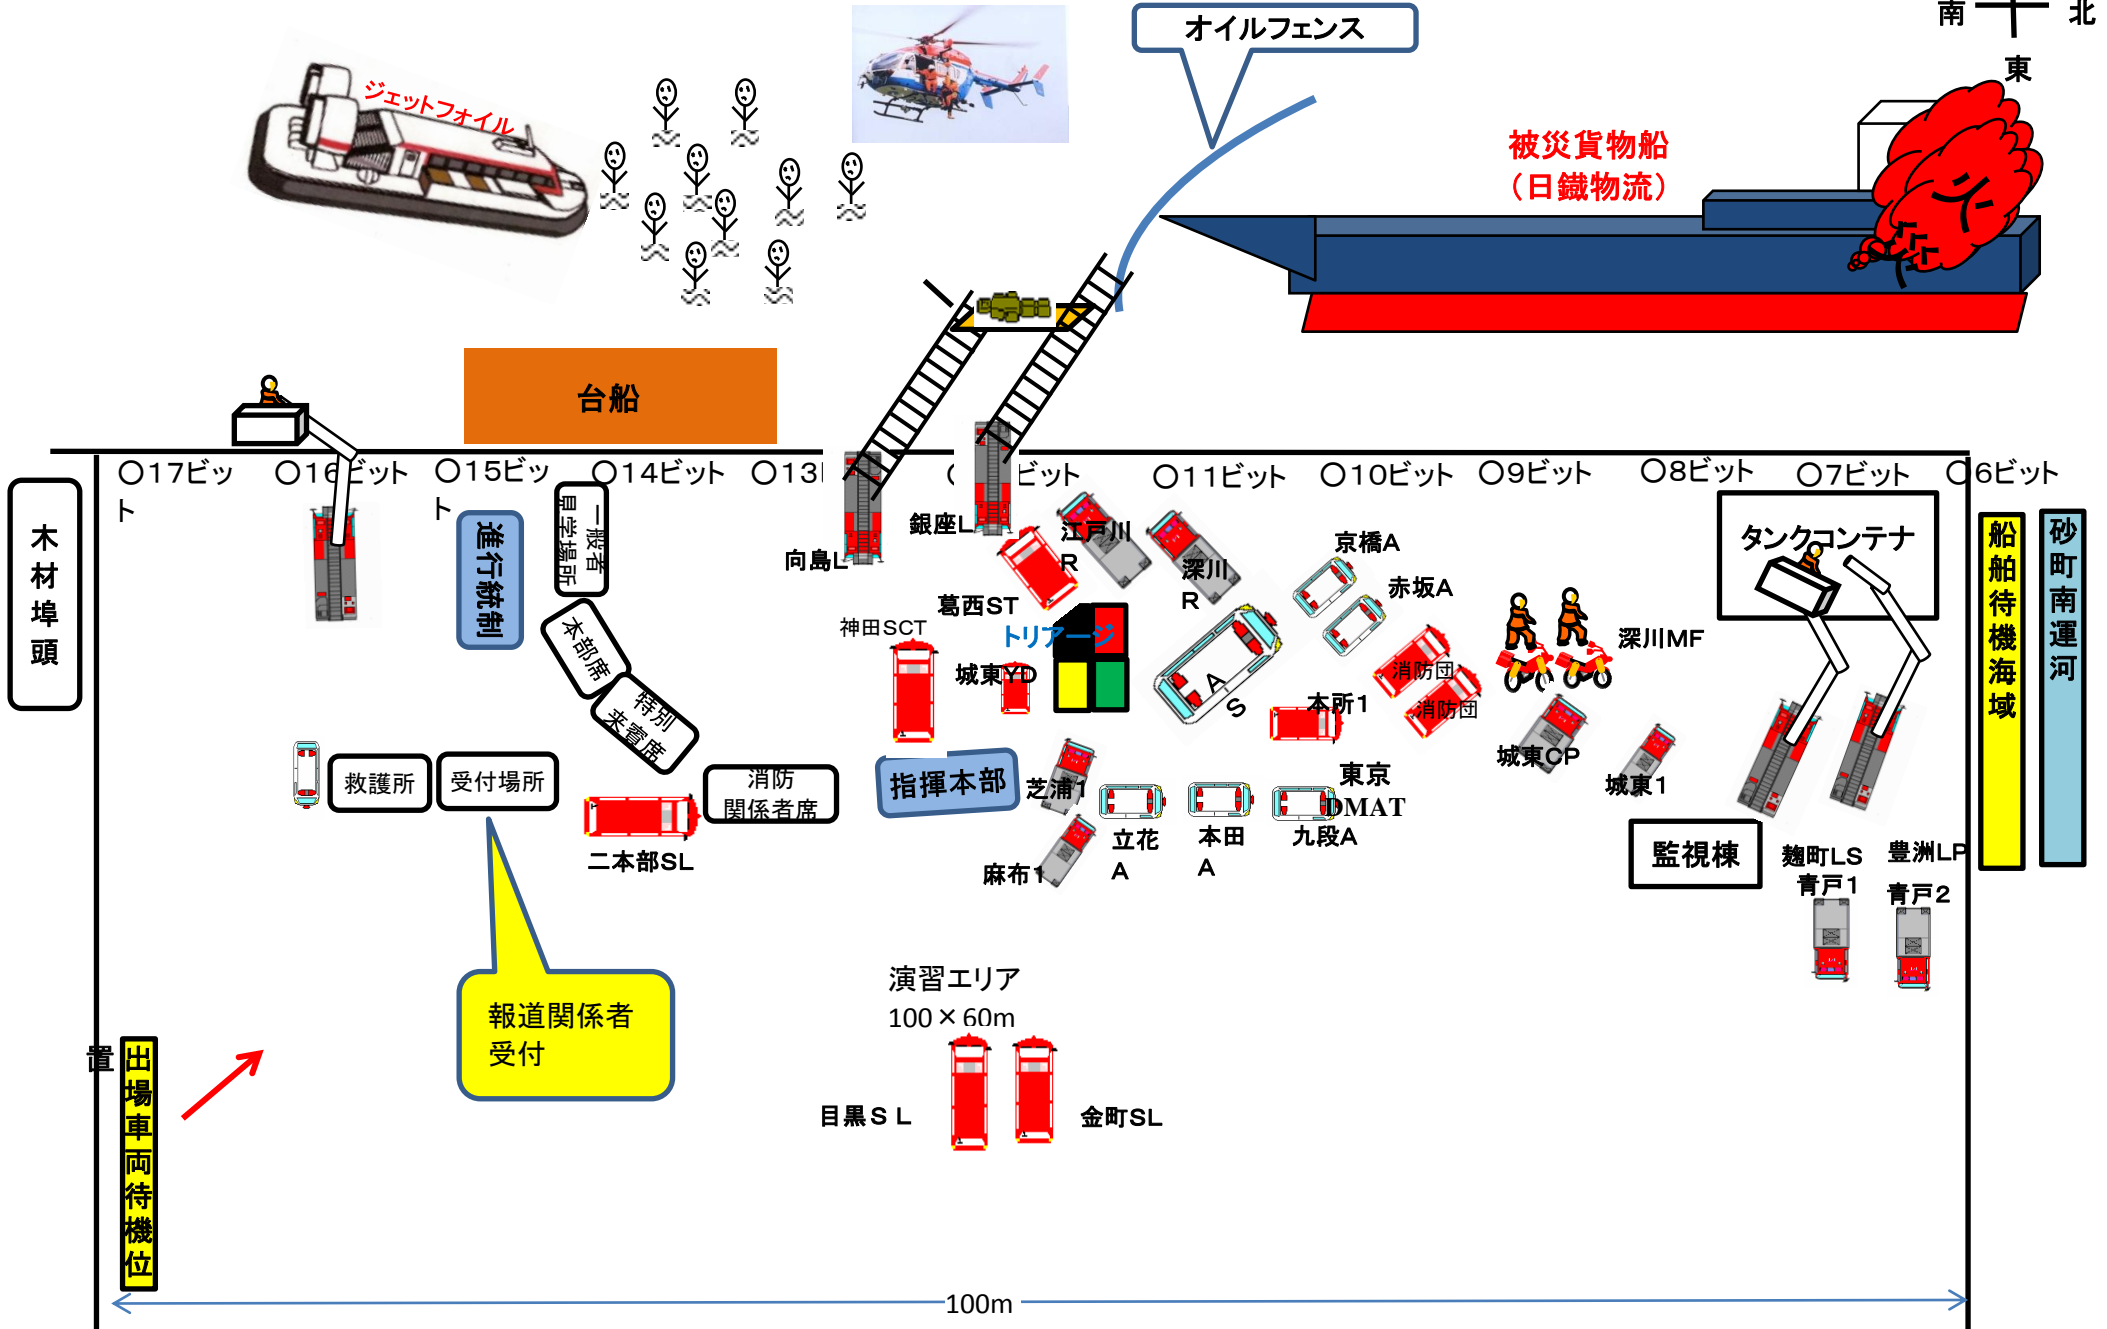 オイルフェンス
南
北
東
ジェットフォイル
被災貨物船
（日鐵物流）
台船
○17ビッ
ト
○16ビット
○15ビッ
ト
○14ビット
○13
ビット
○11ビット
○10ビット
○9ビット
○8ビット
○7ビット
○6ビット
木材埠頭
進行統制
一般者
見学場所
本部席
特別
来賓席
向島L
銀座L
江戸川
R
深川
R
京橋A
赤坂A
葛西ST
神田SCT
トリアージ
城東YD
A
S
本所1
消防団
消防団
深川MF
タンクコンテナ
船舶待機海域
砂町南運河
救護所
受付場所
消防
関係者席
指揮本部
芝浦1
東京
DMAT
城東CP
城東1
二本部SL
麻布1
立花
A
本田
A
九段A
監視棟
麹町LS
青戸1
豊洲LP
青戸2
報道関係者
受付
演習エリア
100×60m
目黒SL
金町SL
出場車両待機位
置
100m